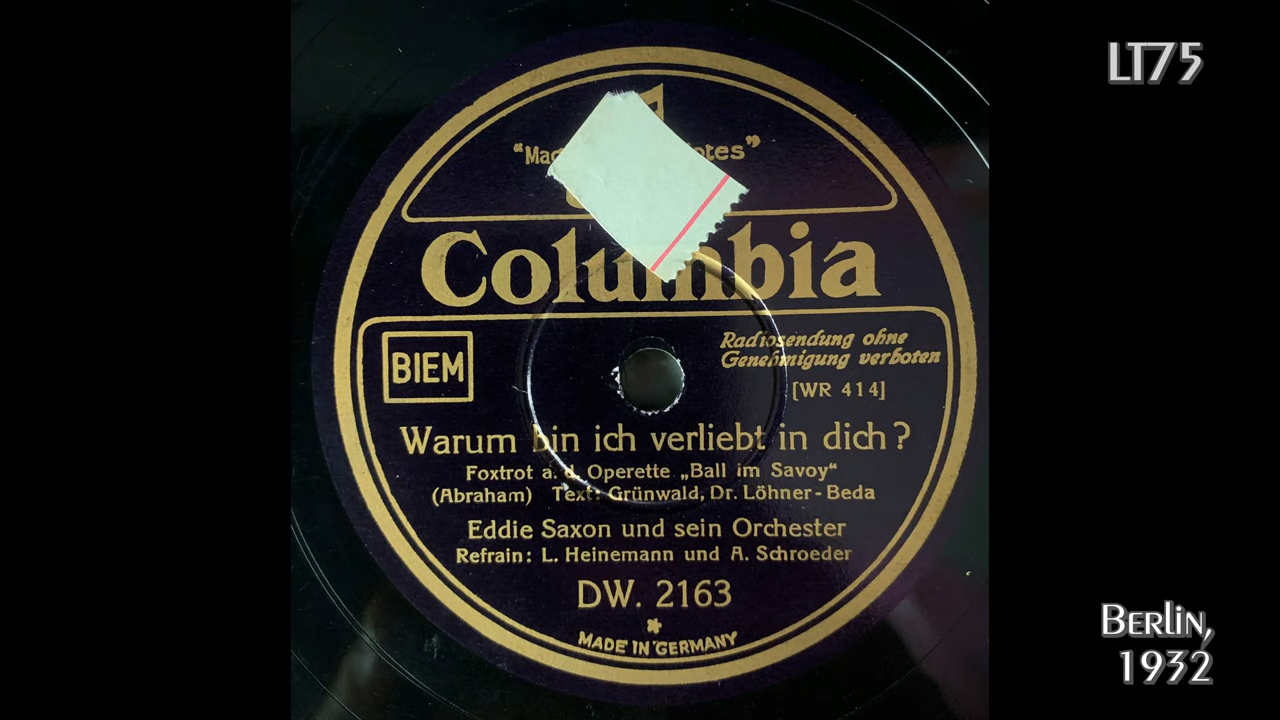 LT75
"Mag otes"
Columbia
BIEM
Radiosendung ohne
Genehmigung verboten
[WR 414]
Warum bin ich verliebt in dich?
Foxtrot a. d. Operette „Ball im Savoy“
(Abraham) Text: Grünwald, Dr. Löhner-Beda
Eddie Saxon und sein Orchester
Refrain: L. Heinemann und A. Schroeder
DW. 2163
*
MADE IN GERMANY
Berlin,
1932